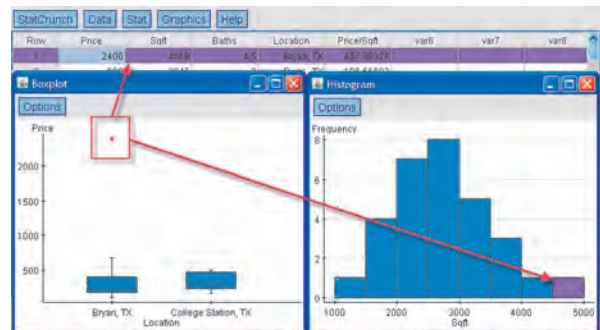 StatCrunch Data Stat Graphics Help
Row Price Sqft Baths Location Price/Sqft var6 var7 var8
1 2400 4.5 Bryan, TX
Boxplot
Options
Price
2000
1500
1000
500
Bryan, TX College Station, TX
Location
Histogram
Options
Frequency
8
6
4
2
0
1000 2000 3000 4000 5000
Sqft